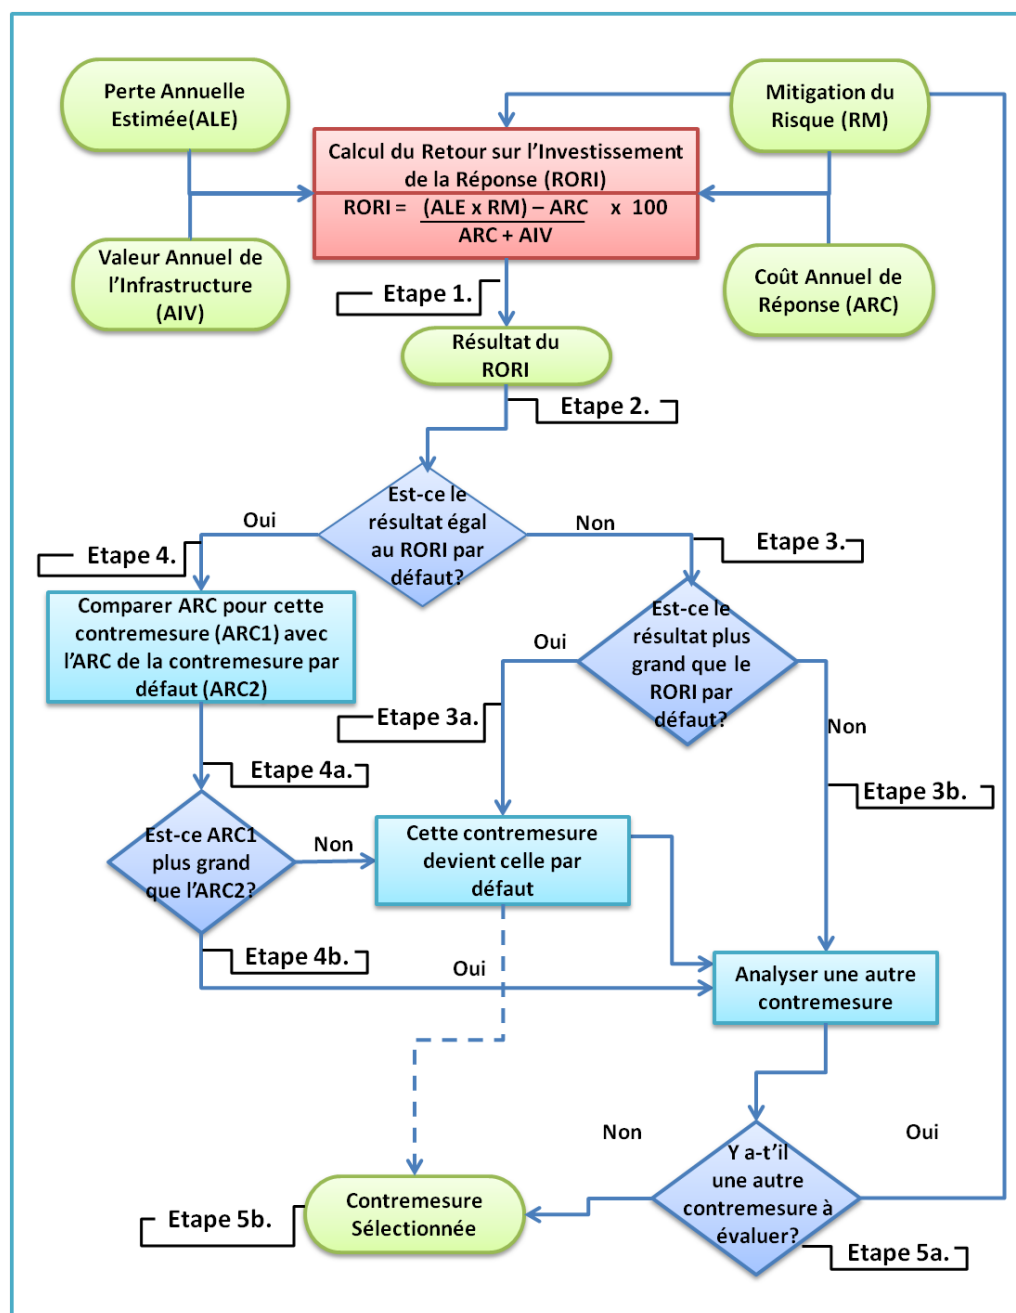 Perte Annuelle
Estimée(ALE)
Mitigation du
Risque (RM)
Calcul du Retour sur l'Investissement
de la Réponse (RORI)
RORI = (ALE x RM) – ARC x 100
ARC + AIV
Valeur Annuel de
l'Infrastructure
(AIV)
Coût Annuel de
Réponse (ARC)
Etape 1.
Résultat du
RORI
Etape 2.
Est-ce le
résultat égal
au RORI par
défaut?
Oui
Non
Etape 4.
Etape 3.
Comparer ARC pour cette
contremesure (ARC1) avec
l'ARC de la contremesure par
défaut (ARC2)
Est-ce le
résultat plus
grand que le
RORI par
défaut?
Oui
Non
Etape 3a.
Etape 4a.
Etape 3b.
Est-ce ARC1
plus grand
que l'ARC2?
Non
Cette contremesure
devient celle par
défaut
Etape 4b.
Oui
Analyser une autre
contremesure
Non
Oui
Y a-t'il
une autre
contremesure à
évaluer?
Contremesure
Sélectionnée
Etape 5b.
Etape 5a.